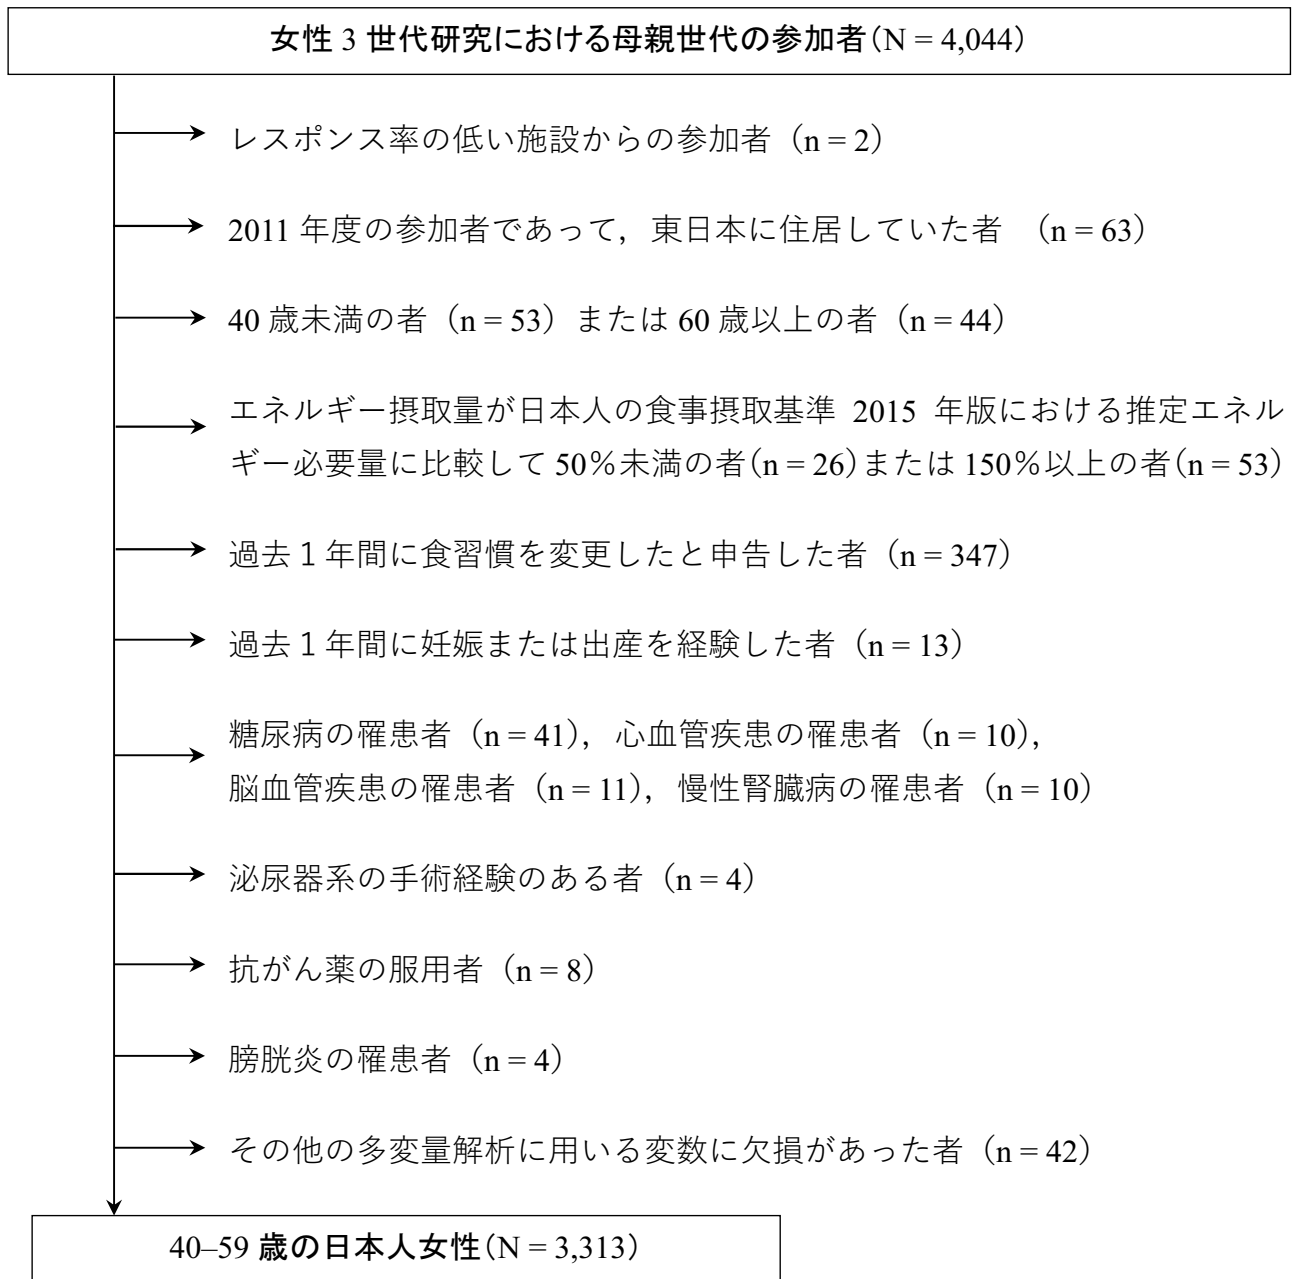 女性 3 世代研究における母親世代の参加者(N = 4,044)
レスポンス率の低い施設からの参加者（n = 2）
2011 年度の参加者であって，東日本に住居していた者　（n = 63）
40 歳未満の者（n = 53）または 60 歳以上の者（n = 44）
エネルギー摂取量が日本人の食事摂取基準 2015 年版における推定エネル
ギー必要量に比較して 50％未満の者(n = 26)または 150％以上の者(n = 53)
過去１年間に食習慣を変更したと申告した者（n = 347）
過去１年間に妊娠または出産を経験した者（n = 13）
糖尿病の罹患者（n = 41），心血管疾患の罹患者（n = 10），
脳血管疾患の罹患者（n = 11），慢性腎臓病の罹患者（n = 10）
泌尿器系の手術経験のある者（n = 4）
抗がん薬の服用者（n = 8）
膀胱炎の罹患者（n = 4）
その他の多変量解析に用いる変数に欠損があった者（n = 42）
40–59 歳の日本人女性(N = 3,313)